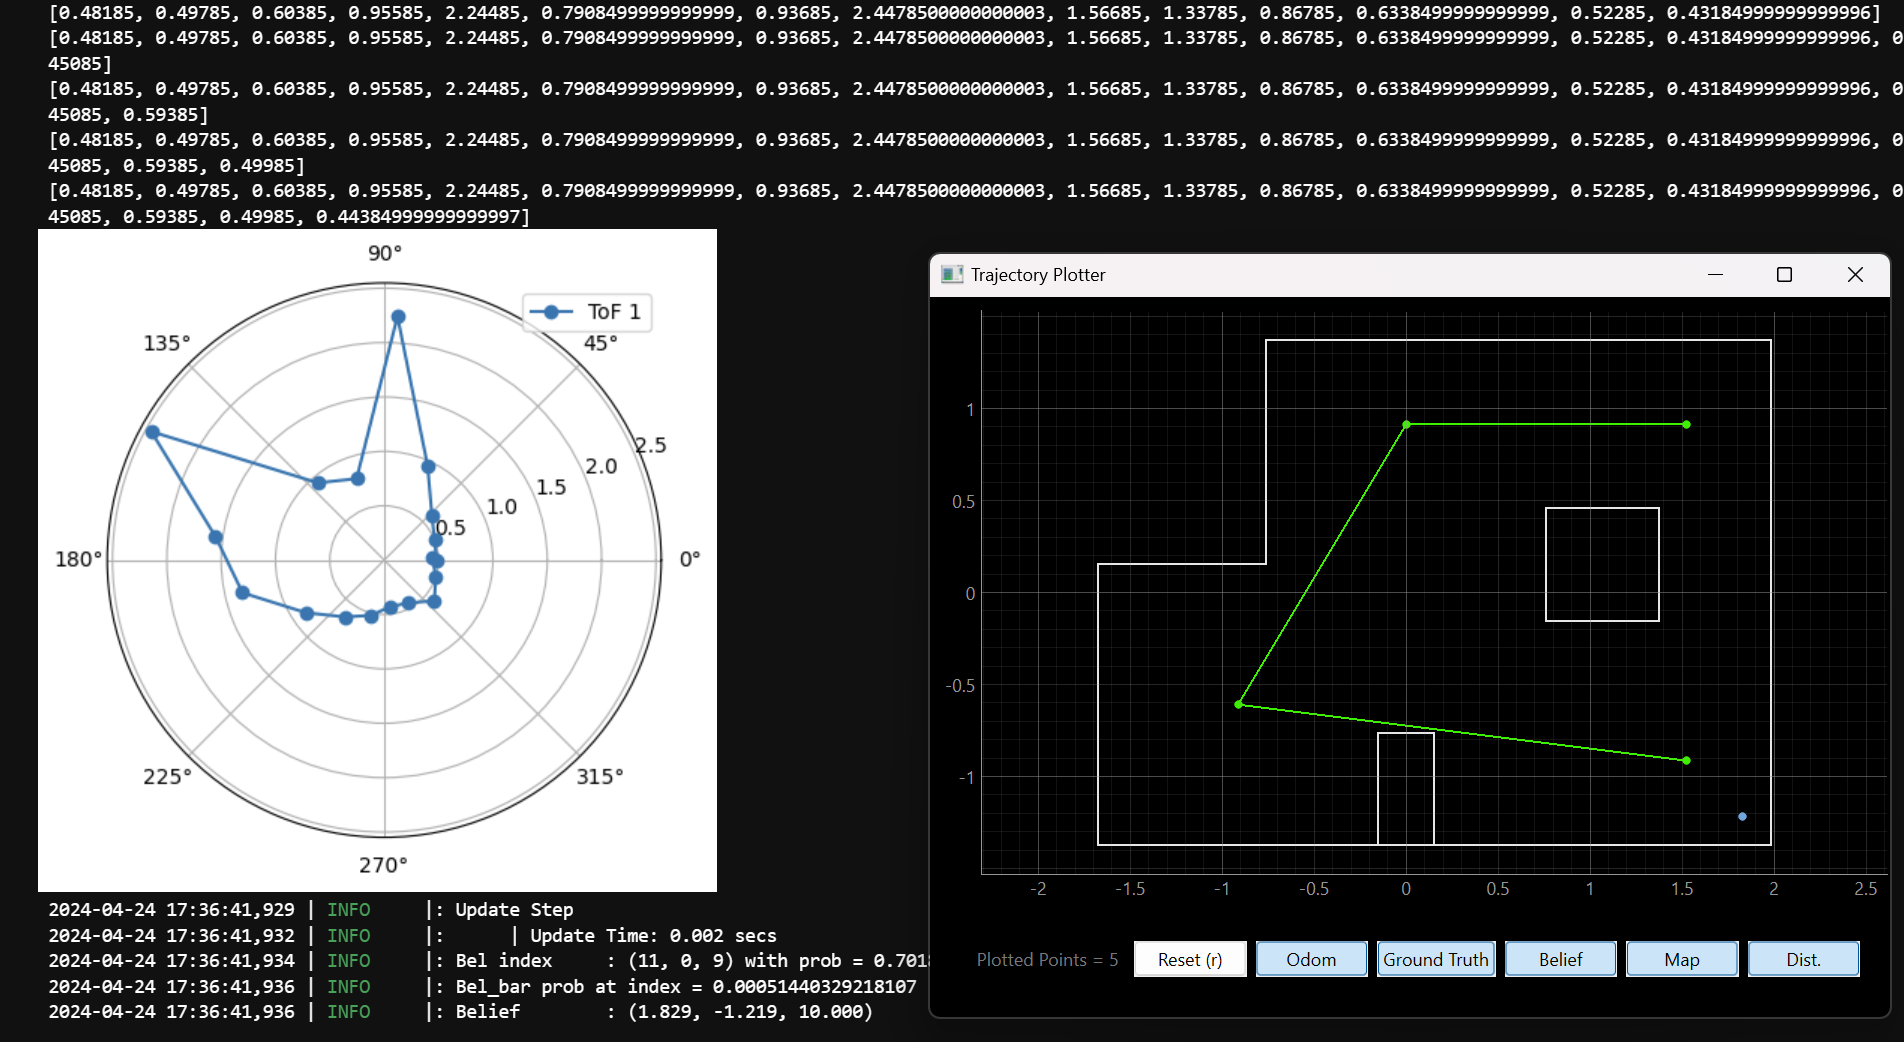 [0.48185, 0.49785, 0.60385, 0.95585, 2.24485, 0.7908499999999999, 0.93685, 2.4478500000000003, 1.56685, 1.33785, 0.86785, 0.6338499999999999, 0.52285, 0.43184999999999996]
[0.48185, 0.49785, 0.60385, 0.95585, 2.24485, 0.7908499999999999, 0.93685, 2.4478500000000003, 1.56685, 1.33785, 0.86785, 0.6338499999999999, 0.52285, 0.43184999999999996, 0
45085]
[0.48185, 0.49785, 0.60385, 0.95585, 2.24485, 0.7908499999999999, 0.93685, 2.4478500000000003, 1.56685, 1.33785, 0.86785, 0.6338499999999999, 0.52285, 0.43184999999999996, 0
45085, 0.59385]
[0.48185, 0.49785, 0.60385, 0.95585, 2.24485, 0.7908499999999999, 0.93685, 2.4478500000000003, 1.56685, 1.33785, 0.86785, 0.6338499999999999, 0.52285, 0.43184999999999996, 0
45085, 0.59385, 0.49985]
[0.48185, 0.49785, 0.60385, 0.95585, 2.24485, 0.7908499999999999, 0.93685, 2.4478500000000003, 1.56685, 1.33785, 0.86785, 0.6338499999999999, 0.52285, 0.43184999999999996, 0
45085, 0.59385, 0.49985, 0.44384999999999997]
90°
ToF 1
135°
45°
2.5
2.0
1.5
1.0
0.5
180°
0°
225°
315°
270°
Trajectory Plotter
1
0.5
0
-0.5
-1
-2 -1.5 -1 -0.5 0 0.5 1 1.5 2 2.5
Plotted Points = 5 Reset (r) Odom Ground Truth Belief Map Dist.
2024-04-24 17:36:41,929 | INFO |: Update Step
2024-04-24 17:36:41,932 | INFO |: | Update Time: 0.002 secs
2024-04-24 17:36:41,934 | INFO |: Bel index : (11, 0, 9) with prob = 0.701
2024-04-24 17:36:41,936 | INFO |: Bel_bar prob at index = 0.00051440329218107
2024-04-24 17:36:41,936 | INFO |: Belief : (1.829, -1.219, 10.000)